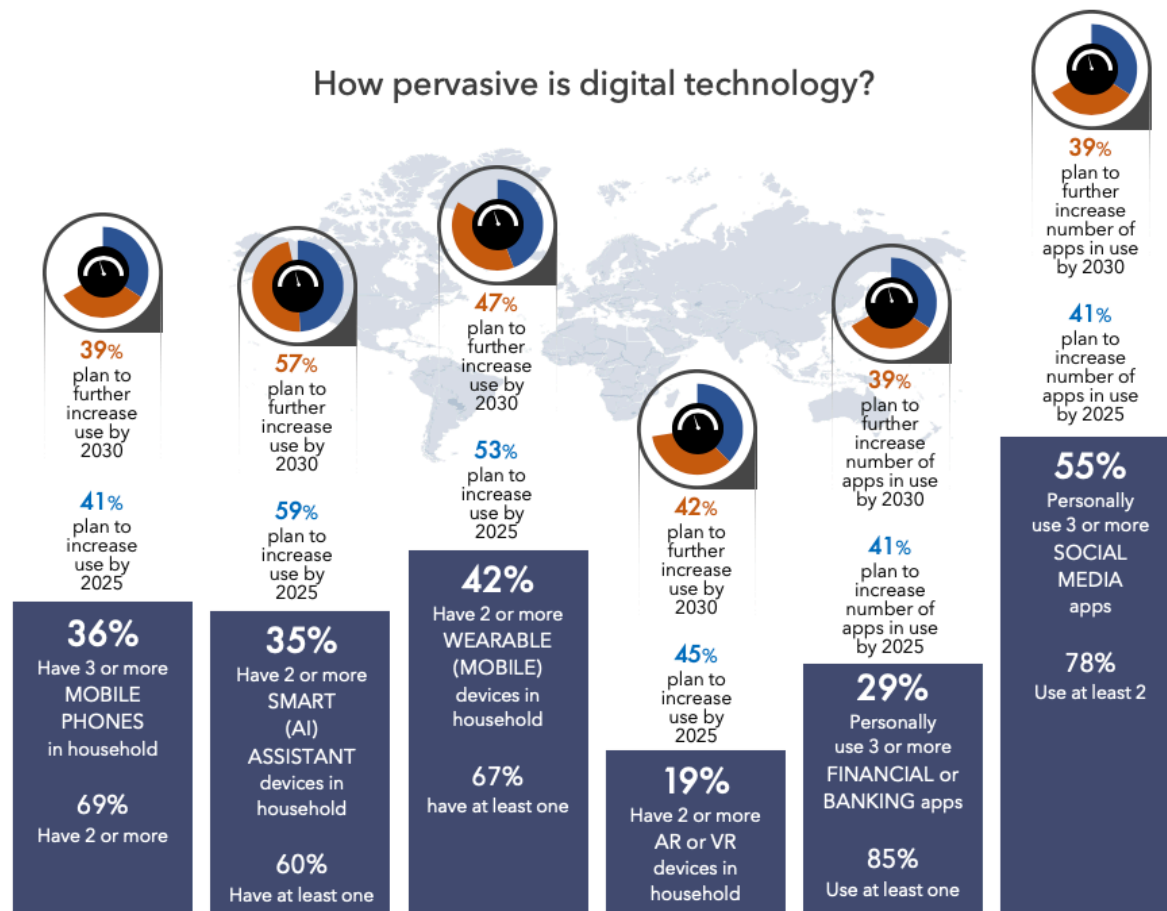 How pervasive is digital technology?
39%
plan to
further
increase
use by
2030
41%
plan to
increase
use by
2025
36%
Have 3 or more
MOBILE
PHONES
in household
69%
Have 2 or more
57%
plan to
further
increase
use by
2030
59%
plan to
increase
use by
2025
35%
Have 2 or more
SMART
(AI)
ASSISTANT
devices in
household
60%
Have at least one
47%
plan to
further
increase
use by
2030
53%
plan to
increase
use by
2025
42%
Have 2 or more
WEARABLE
(MOBILE)
devices in
household
67%
have at least one
42%
plan to
further
increase
use by
2030
45%
plan to
increase
use by
2025
19%
Have 2 or more
AR or VR
devices in
household
39%
plan to
further
increase
number of
apps in use
by 2030
41%
plan to
increase
number of
apps in use
by 2025
29%
Personally
use 3 or more
FINANCIAL or
BANKING apps
85%
Use at least one
39%
plan to
further
increase
number of
apps in use
by 2030
41%
plan to
increase
number of
apps in use
by 2025
55%
Personally
use 3 or more
SOCIAL
MEDIA
apps
78%
Use at least 2